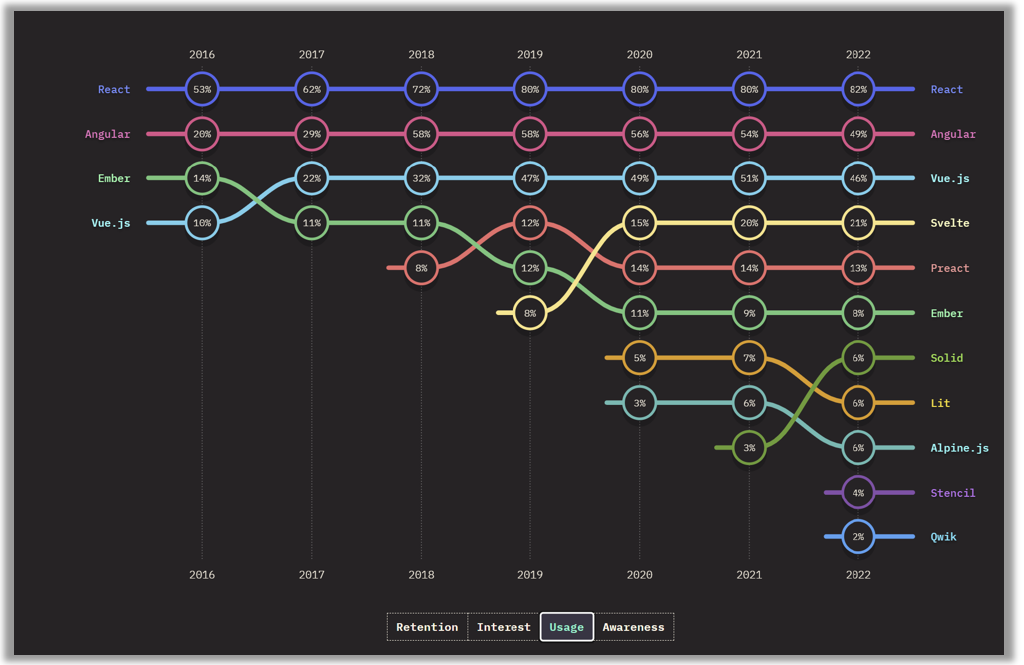 2016 2017 2018 2019 2020 2021 2022
React 53% 62% 72% 80% 80% 80% 82% React
Angular 20% 29% 58% 58% 56% 54% 49% Angular
Ember 14% 22% 32% 47% 49% 51% 46% Vue.js
Vue.js 10% 11% 11% 12% 15% 20% 21% Svelte
8% 12% 14% 14% 13% Preact
8% 11% 9% 8% Ember
5% 7% 6% Solid
3% 6% 6% Lit
3% 6% Alpine.js
4% Stencil
2% Qwik
2016 2017 2018 2019 2020 2021 2022
Retention Interest Usage Awareness